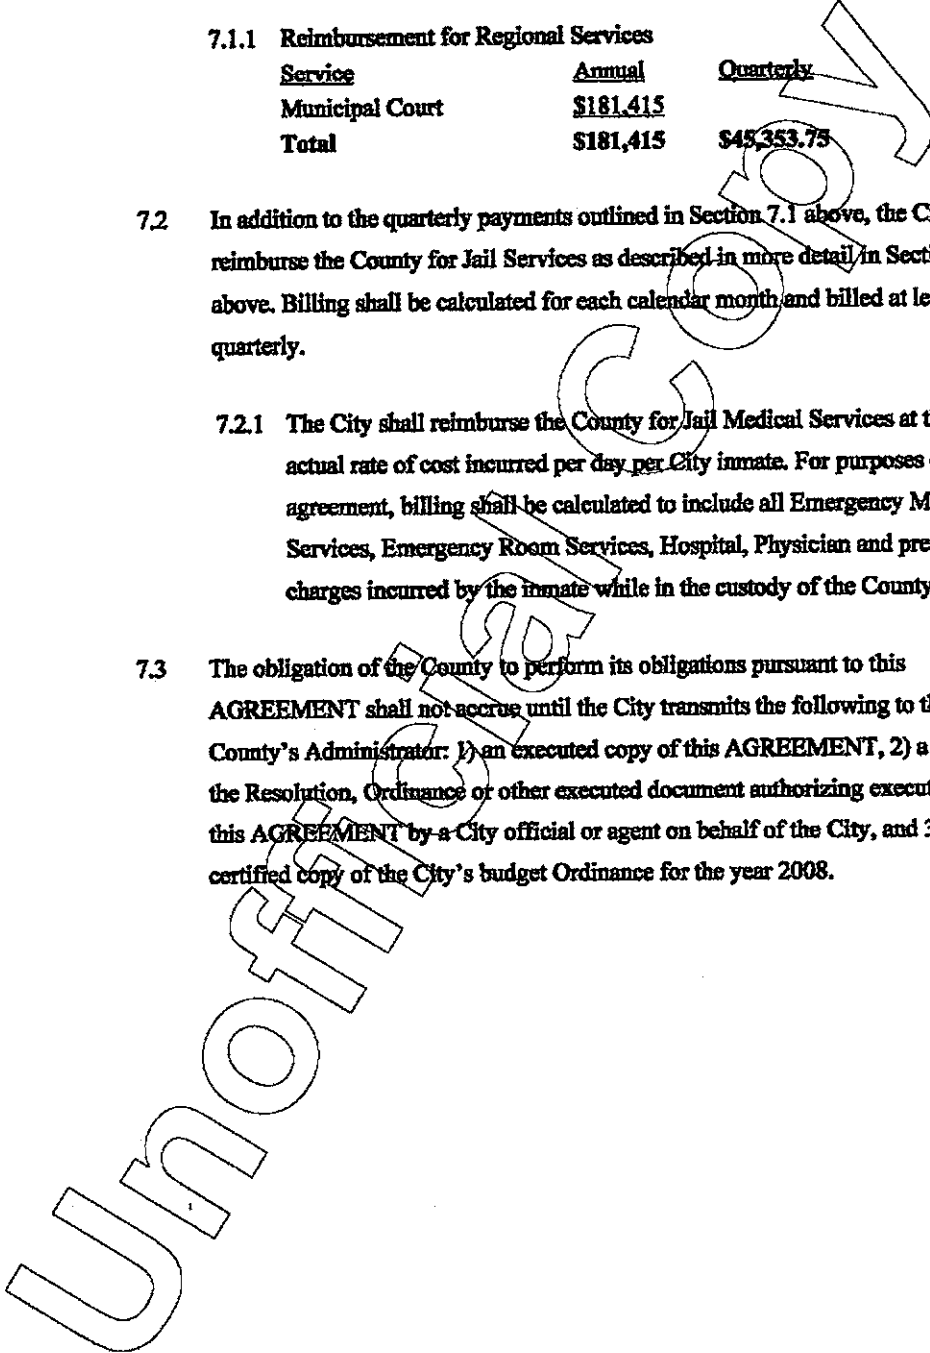 7.1.1 Reimbursement for Regional Services
Service Annual Quarterly
Municipal Court $181,415
Total $181,415 $45,353.75
7.2 In addition to the quarterly payments outlined in Section 7.1 above, the C
reimburse the County for Jail Services as described in more detail in Secti
above. Billing shall be calculated for each calendar month and billed at le
quarterly.
7.2.1 The City shall reimburse the County for Jail Medical Services at t
actual rate of cost incurred per day per City inmate. For purposes
agreement, billing shall be calculated to include all Emergency M
Services, Emergency Room Services, Hospital, Physician and pre
charges incurred by the inmate while in the custody of the County
7.3 The obligation of the County to perform its obligations pursuant to this
AGREEMENT shall not accrue until the City transmits the following to t
County's Administrator: 1) an executed copy of this AGREEMENT, 2) a
the Resolution, Ordinance or other executed document authorizing execut
this AGREEMENT by a City official or agent on behalf of the City, and 3
certified copy of the City's budget Ordinance for the year 2008.
Unofficial Copy